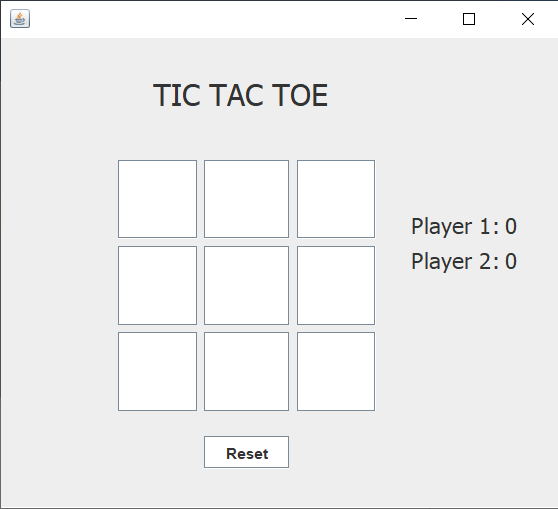 TIC TAC TOE
Player 1: 0
Player 2: 0
Reset